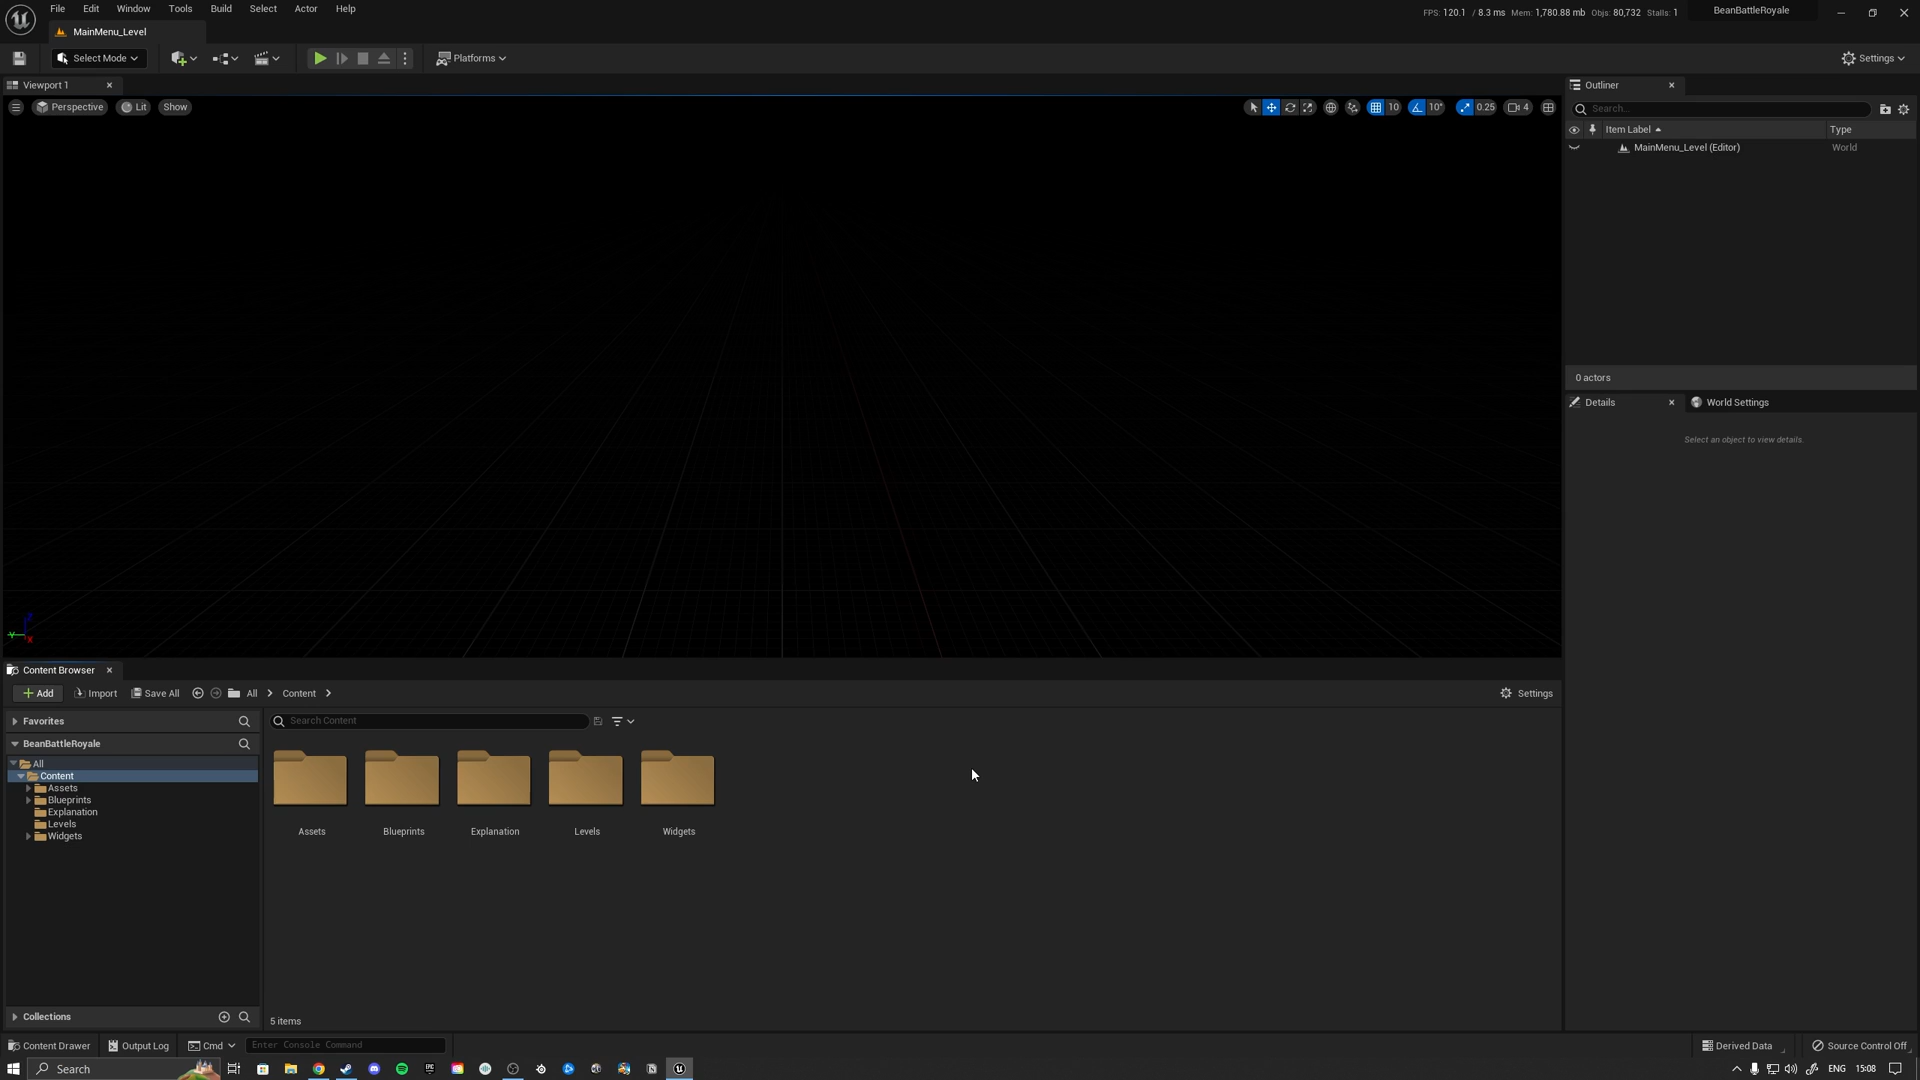 File Edit Window Tools Build Select Actor Help
FPS: 120.1 / 8.3 ms Mem: 1,780.88 mb Objs: 80,732 Stalls: 1 BeanBattleRoyale
MainMenu_Level
Select Mode Platforms Settings
Viewport 1
Perspective Lit Show 10 10° 0.25 4
Outliner
Search...
Item Label Type
MainMenu_Level (Editor) World
0 actors
Details World Settings
Select an object to view details.
Z
Y X
Content Browser
Add Import Save All All Content Settings
Favorites
Search Content
BeanBattleRoyale
All
Content
Assets
Blueprints
Explanation
Levels
Widgets
Assets Blueprints Explanation Levels Widgets
Collections
5 items
Content Drawer Output Log Cmd Enter Console Command Derived Data Source Control Off
Search EPIC ENG 15:08